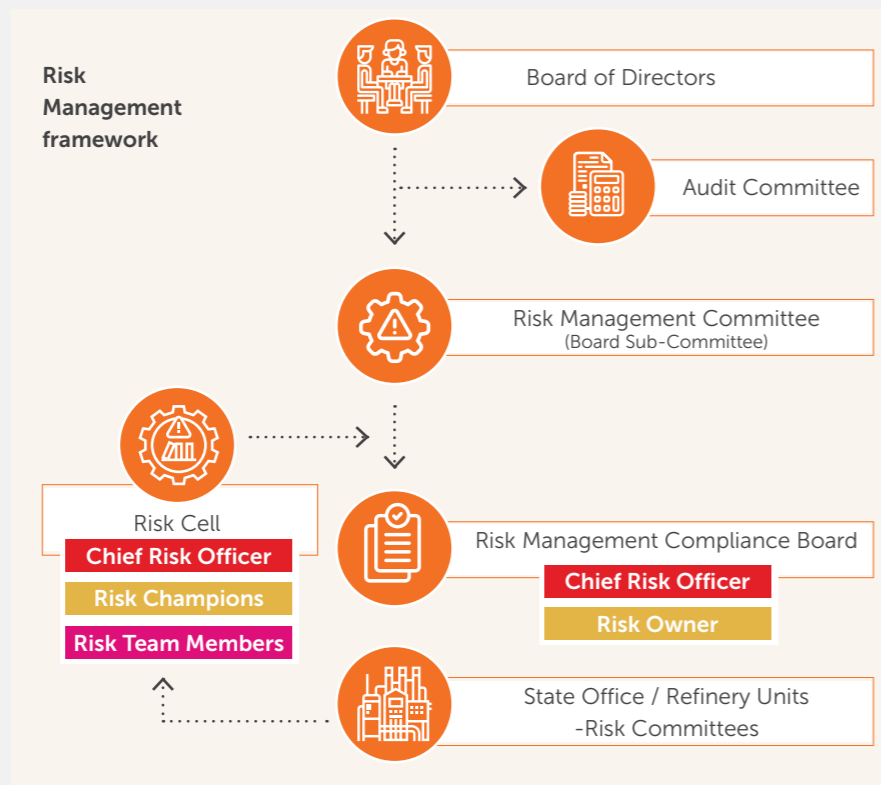 Risk
Management
framework
Board of Directors
Audit Committee
Risk Management Committee
(Board Sub-Committee)
Risk Cell
Chief Risk Officer
Risk Champions
Risk Team Members
Risk Management Compliance Board
Chief Risk Officer
Risk Owner
State Office / Refinery Units
-Risk Committees